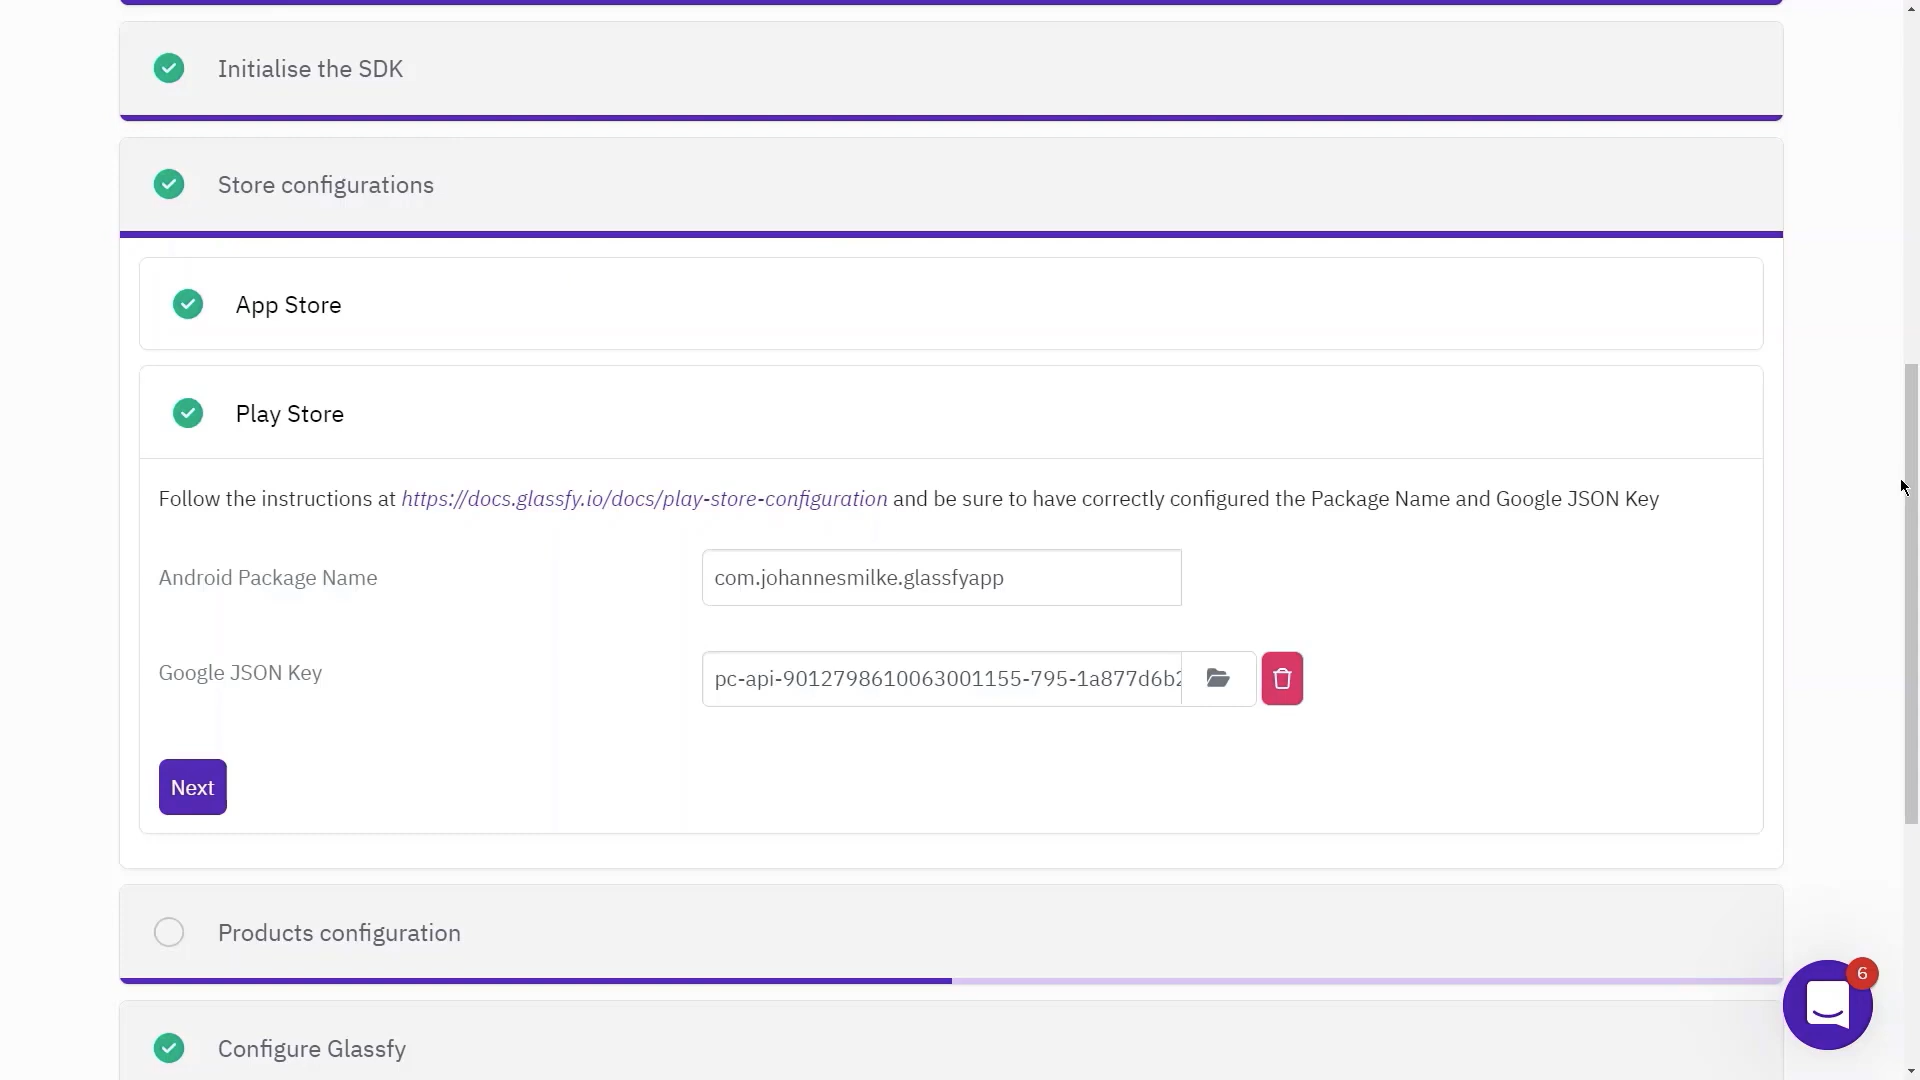 Initialise the SDK
Store configurations
App Store
Play Store
Follow the instructions at https://docs.glassfy.io/docs/play-store-configuration and be sure to have correctly configured the Package Name and Google JSON Key
Android Package Name
com.johannesmilke.glassfyapp
Google JSON Key
pc-api-9012798610063001155-795-1a877d6b2
Next
Products configuration
6
Configure Glassfy